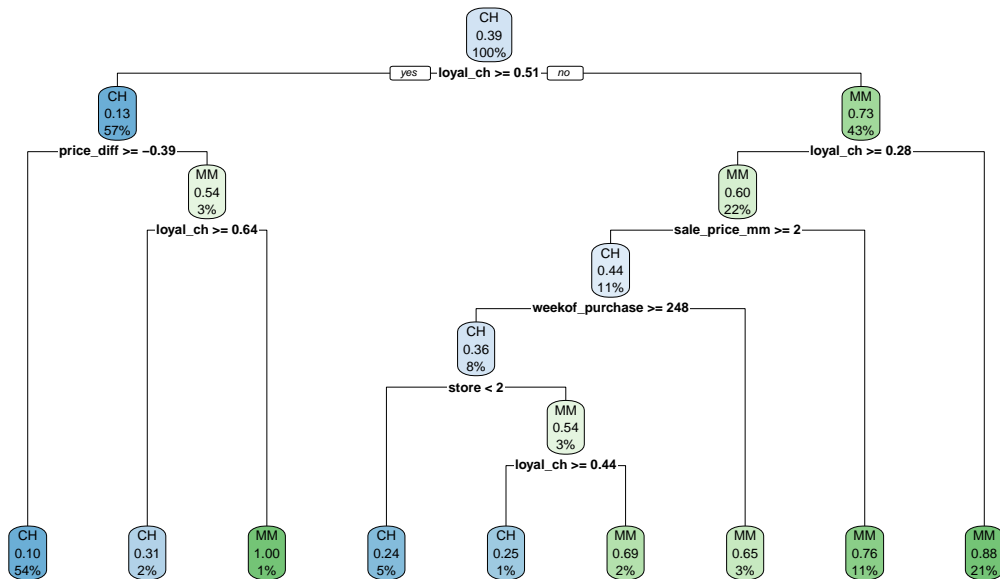 CH
0.39
100%
yes loyal_ch >= 0.51 no
CH
0.13
57%
MM
0.73
43%
price_diff >= −0.39
loyal_ch >= 0.28
MM
0.54
3%
MM
0.60
22%
loyal_ch >= 0.64
sale_price_mm >= 2
CH
0.44
11%
weekof_purchase >= 248
CH
0.36
8%
store < 2
MM
0.54
3%
loyal_ch >= 0.44
CH
0.10
54%
CH
0.31
2%
MM
1.00
1%
CH
0.24
5%
CH
0.25
1%
MM
0.69
2%
MM
0.65
3%
MM
0.76
11%
MM
0.88
21%